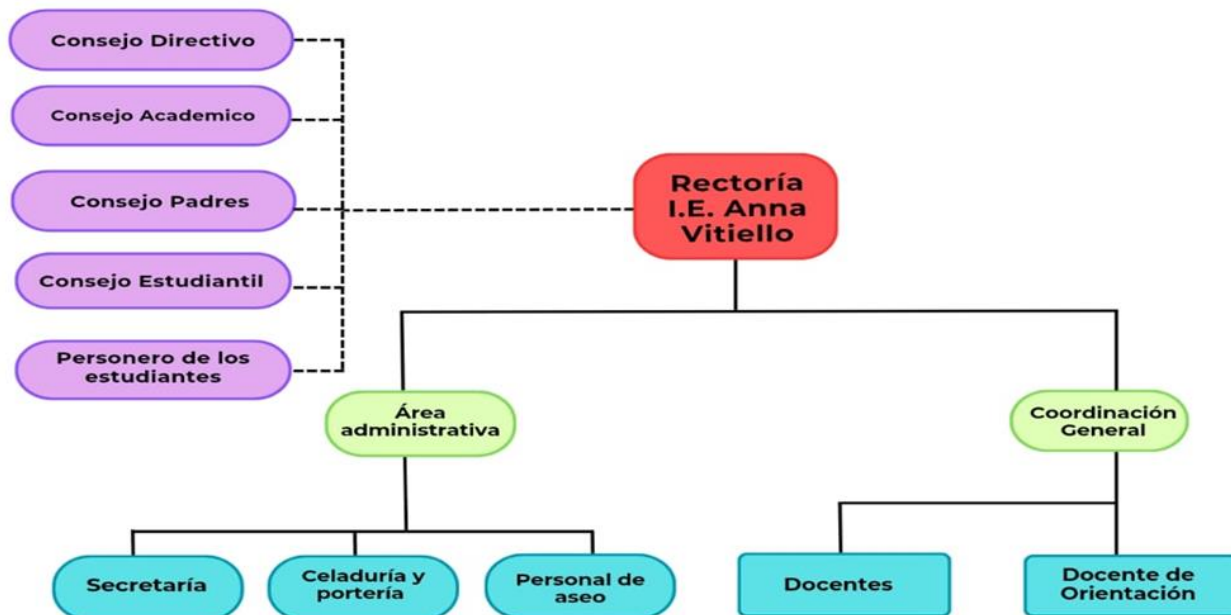 Consejo Directivo
Consejo Academico
Consejo Padres
Consejo Estudiantil
Personero de los
estudiantes
Rectoría
I.E. Anna
Vitiello
Área
administrativa
Coordinación
General
Secretaría
Celaduría y
portería
Personal de
aseo
Docentes
Docente de
Orientación